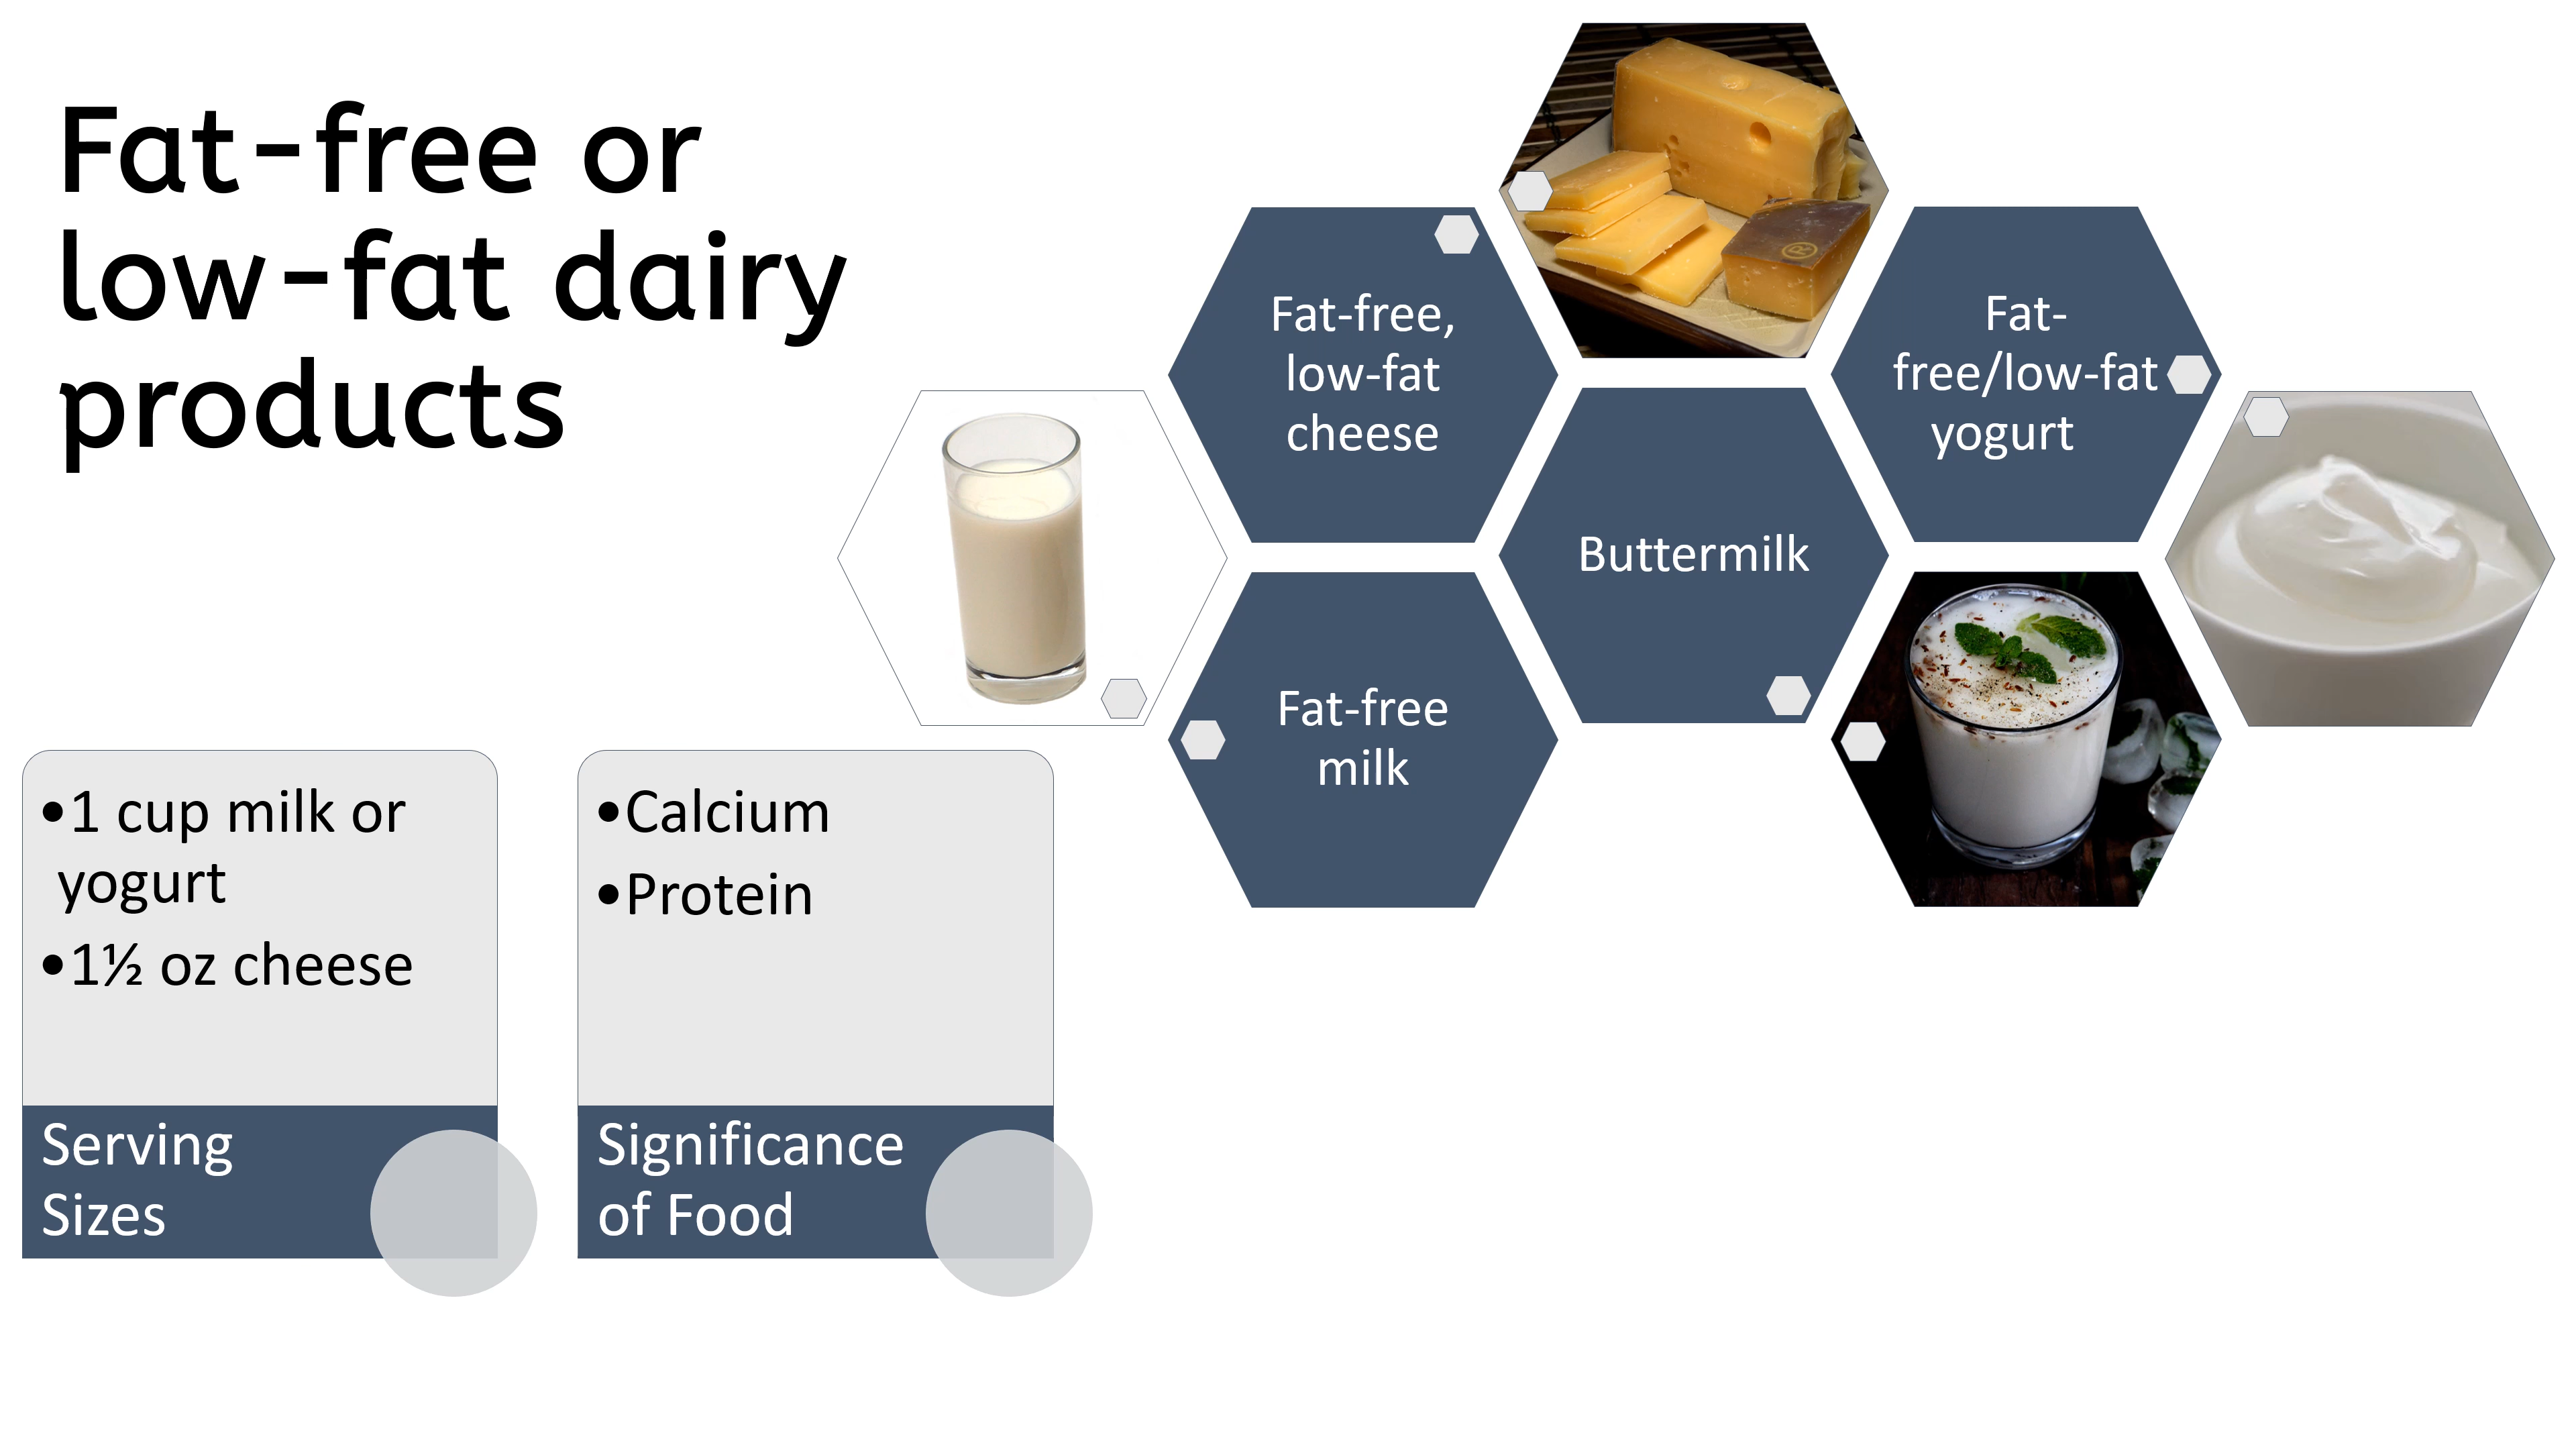 Fat-free or
low-fat dairy
products
Fat-free,
low-fat
cheese
Fat-
free/low-fat
yogurt
Buttermilk
Fat-free
milk
•1 cup milk or
yogurt
•1½ oz cheese
Serving
Sizes
•Calcium
•Protein
Significance
of Food
®